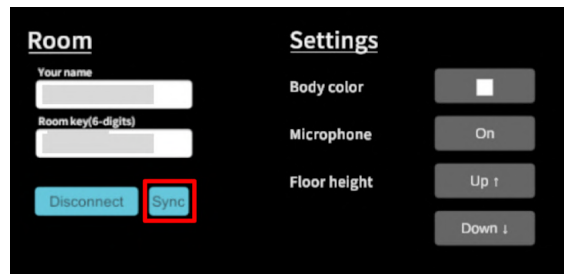 Room
Your name
Room key(6-digits)
Disconnect
Sync
Settings
Body color
Microphone
On
Floor height
Up ↑
Down ↓